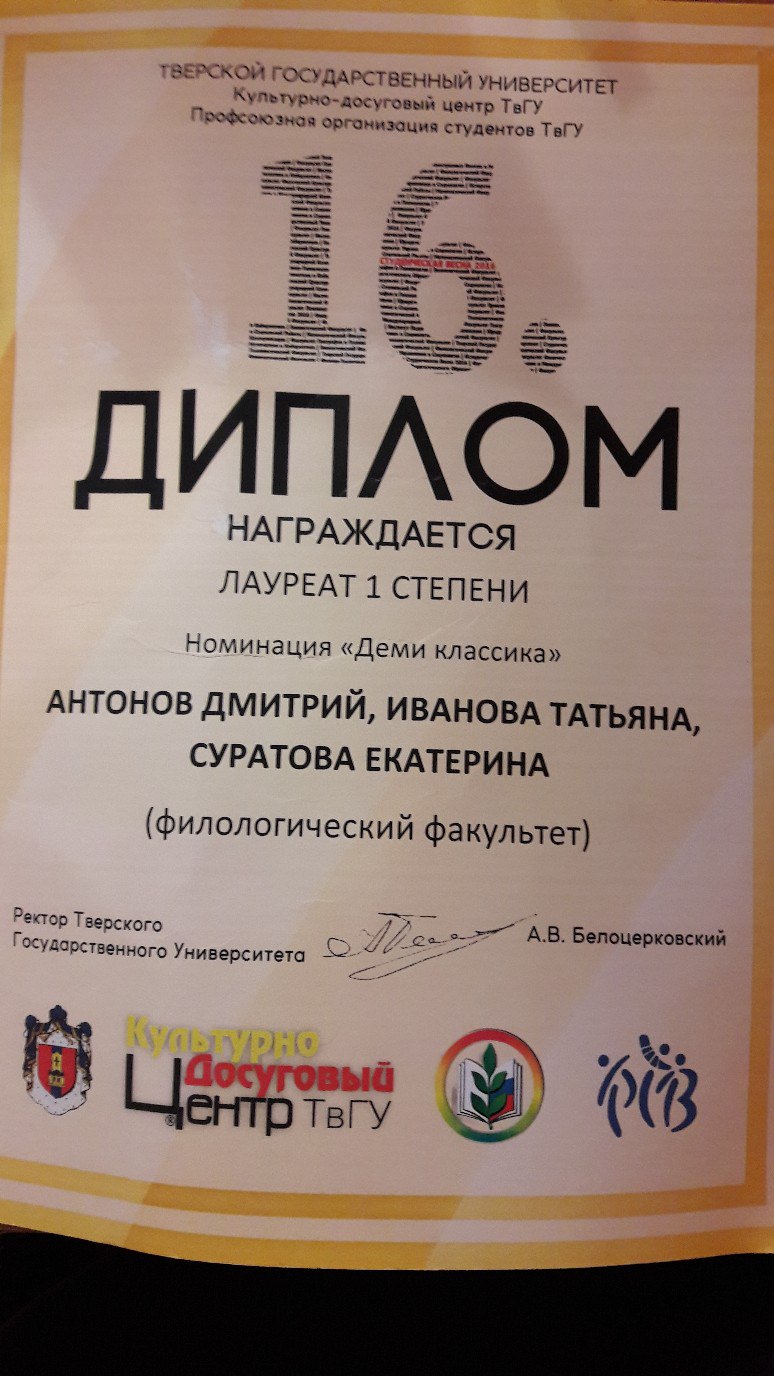 ТВЕРСКОЙ ГОСУДАРСТВЕННЫЙ УНИВЕРСИТЕТ
Культурно-досуговый центр ТвГУ
Профсоюзная организация студентов ТвГУ
16.
ДИПЛОМ
НАГРАЖДАЕТСЯ
ЛАУРЕАТ 1 СТЕПЕНИ
Номинация «Деми классика»
АНТОНОВ ДМИТРИЙ, ИВАНОВА ТАТЬЯНА,
СУРАТОВА ЕКАТЕРИНА
(филологический факультет)
Ректор Тверского
Государственного Университета
А.В. Белоцерковский
Культурно
Досуговый
Центр ТвГУ